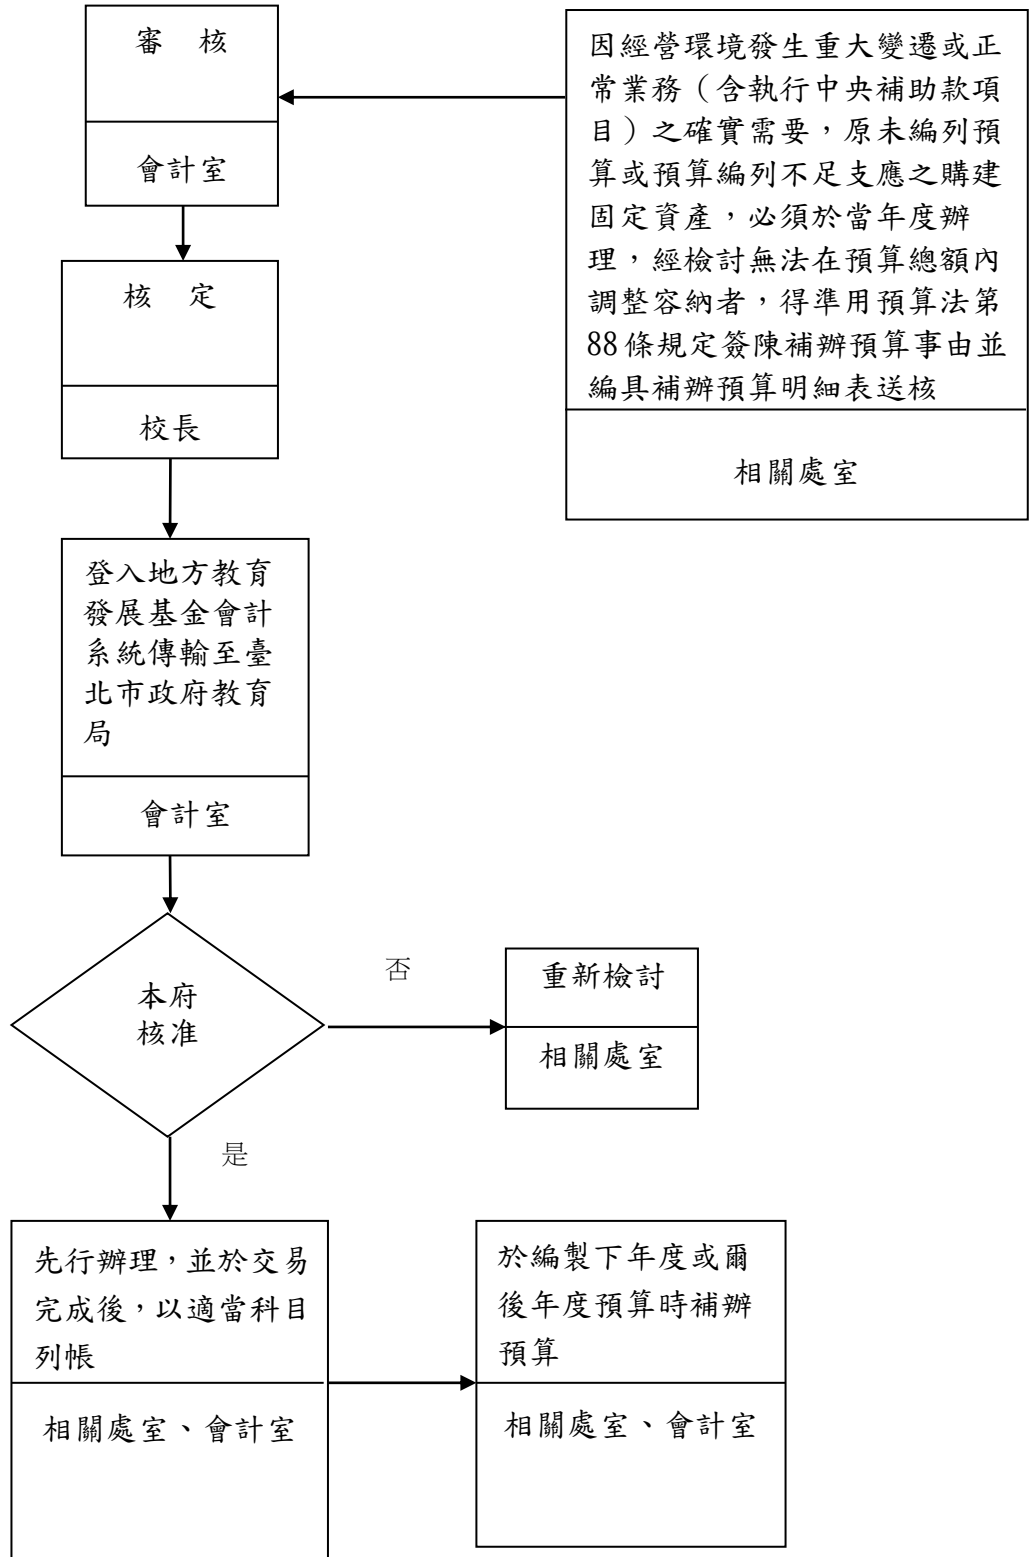 審　核
會計室
因經營環境發生重大變遷或正
常業務（含執行中央補助款項
目）之確實需要，原未編列預
算或預算編列不足支應之購建
固定資產，必須於當年度辦
理，經檢討無法在預算總額內
調整容納者，得準用預算法第
88條規定簽陳補辦預算事由並
編具補辦預算明細表送核
相關處室
核　定
校長
登入地方教育
發展基金會計
系統傳輸至臺
北市政府教育
局
會計室
本府
核准
否
重新檢討
相關處室
是
先行辦理，並於交易
完成後，以適當科目
列帳
相關處室、會計室
於編製下年度或爾
後年度預算時補辦
預算
相關處室、會計室